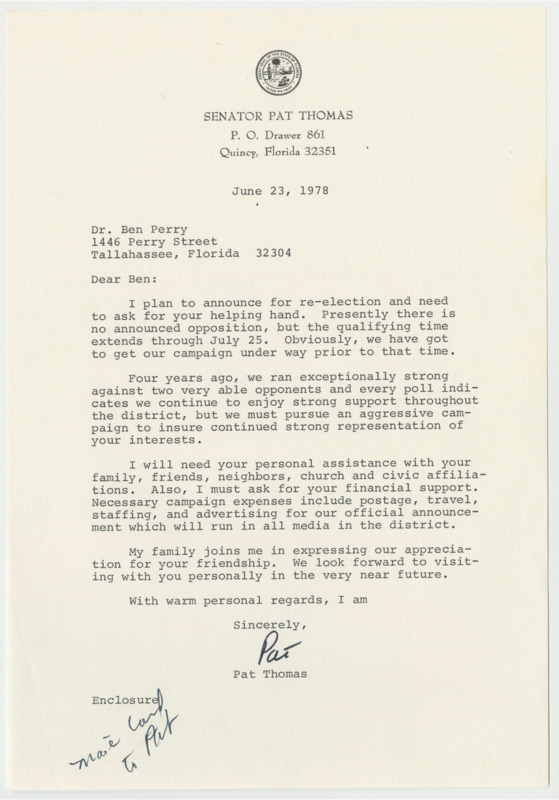 SENATOR PAT THOMAS
P. O. Drawer 861
Quincy, Florida 32351
June 23, 1978
Dr. Ben Perry
1446 Perry Street
Tallahassee, Florida 32304
Dear Ben:
I plan to announce for re-election and need
to ask for your helping hand. Presently there is
no announced opposition, but the qualifying time
extends through July 25. Obviously, we have got
to get our campaign under way prior to that time.
Four years ago, we ran exceptionally strong
against two very able opponents and every poll indi-
cates we continue to enjoy strong support throughout
the district, but we must pursue an aggressive cam-
paign to insure continued strong representation of
your interests.
I will need your personal assistance with your
family, friends, neighbors, church and civic affilia-
tions. Also, I must ask for your financial support.
Necessary campaign expenses include postage, travel,
staffing, and advertising for our official announce-
ment which will run in all media in the district.
My family joins me in expressing our apprecia-
tion for your friendship. We look forward to visit-
ing with you personally in the very near future.
With warm personal regards, I am
Sincerely,
Pat
Pat Thomas
Enclosure
card
to Pat